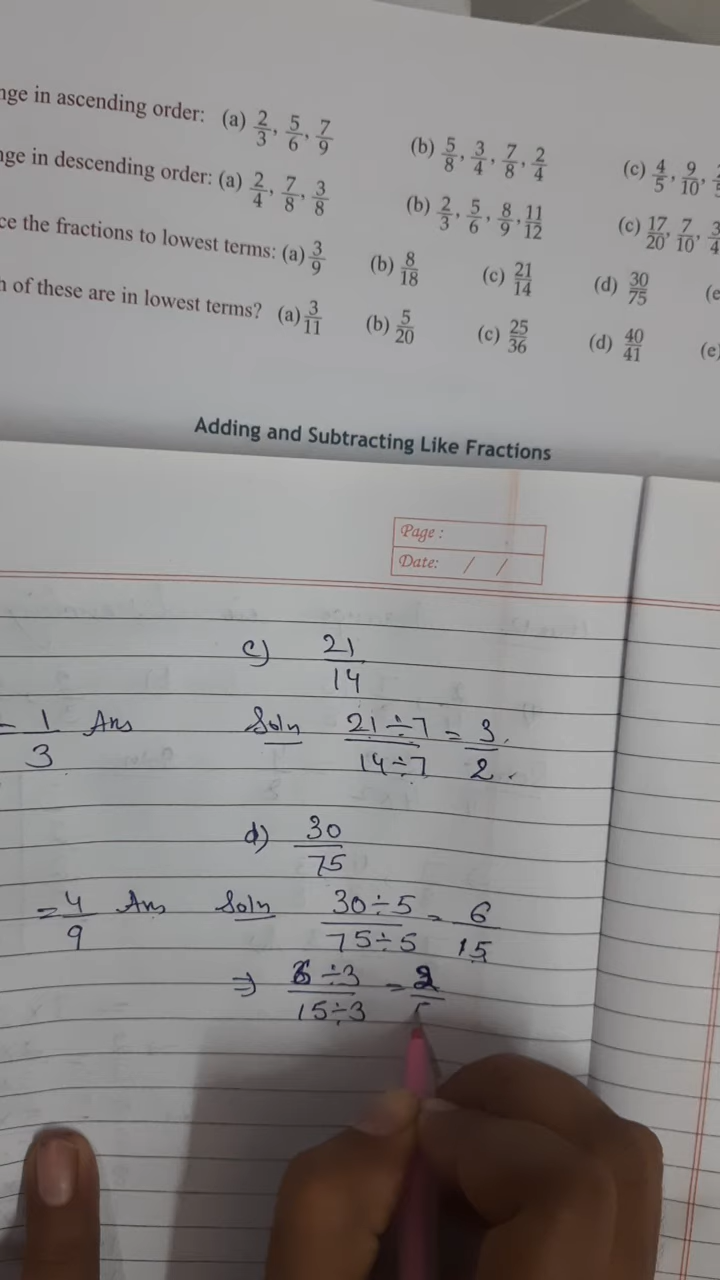 nge in ascending order: (a) 2/3, 5/6, 7/9 (b) 5/8, 3/4, 7/8, 2/4 (c) 4/5, 9/10,
nge in descending order: (a) 2/4, 7/8, 3/8 (b) 2/3, 5/6, 8/9, 11/12 (c) 17/20, 7/10, 3/4
ce the fractions to lowest terms: (a) 3/9 (b) 8/18 (c) 21/14 (d) 30/75 (e
h of these are in lowest terms? (a) 3/11 (b) 5/20 (c) 25/36 (d) 40/41 (e)
Adding and Subtracting Like Fractions
Page :
Date: / /
c) 21/14
= 1/3 Ans
Soln 21÷7/14÷7 = 3/2.
d) 30/75
= 4/9 Ans
Soln 30÷5/75÷5 = 6/15
⇒ 6÷3/15÷3 = 2/